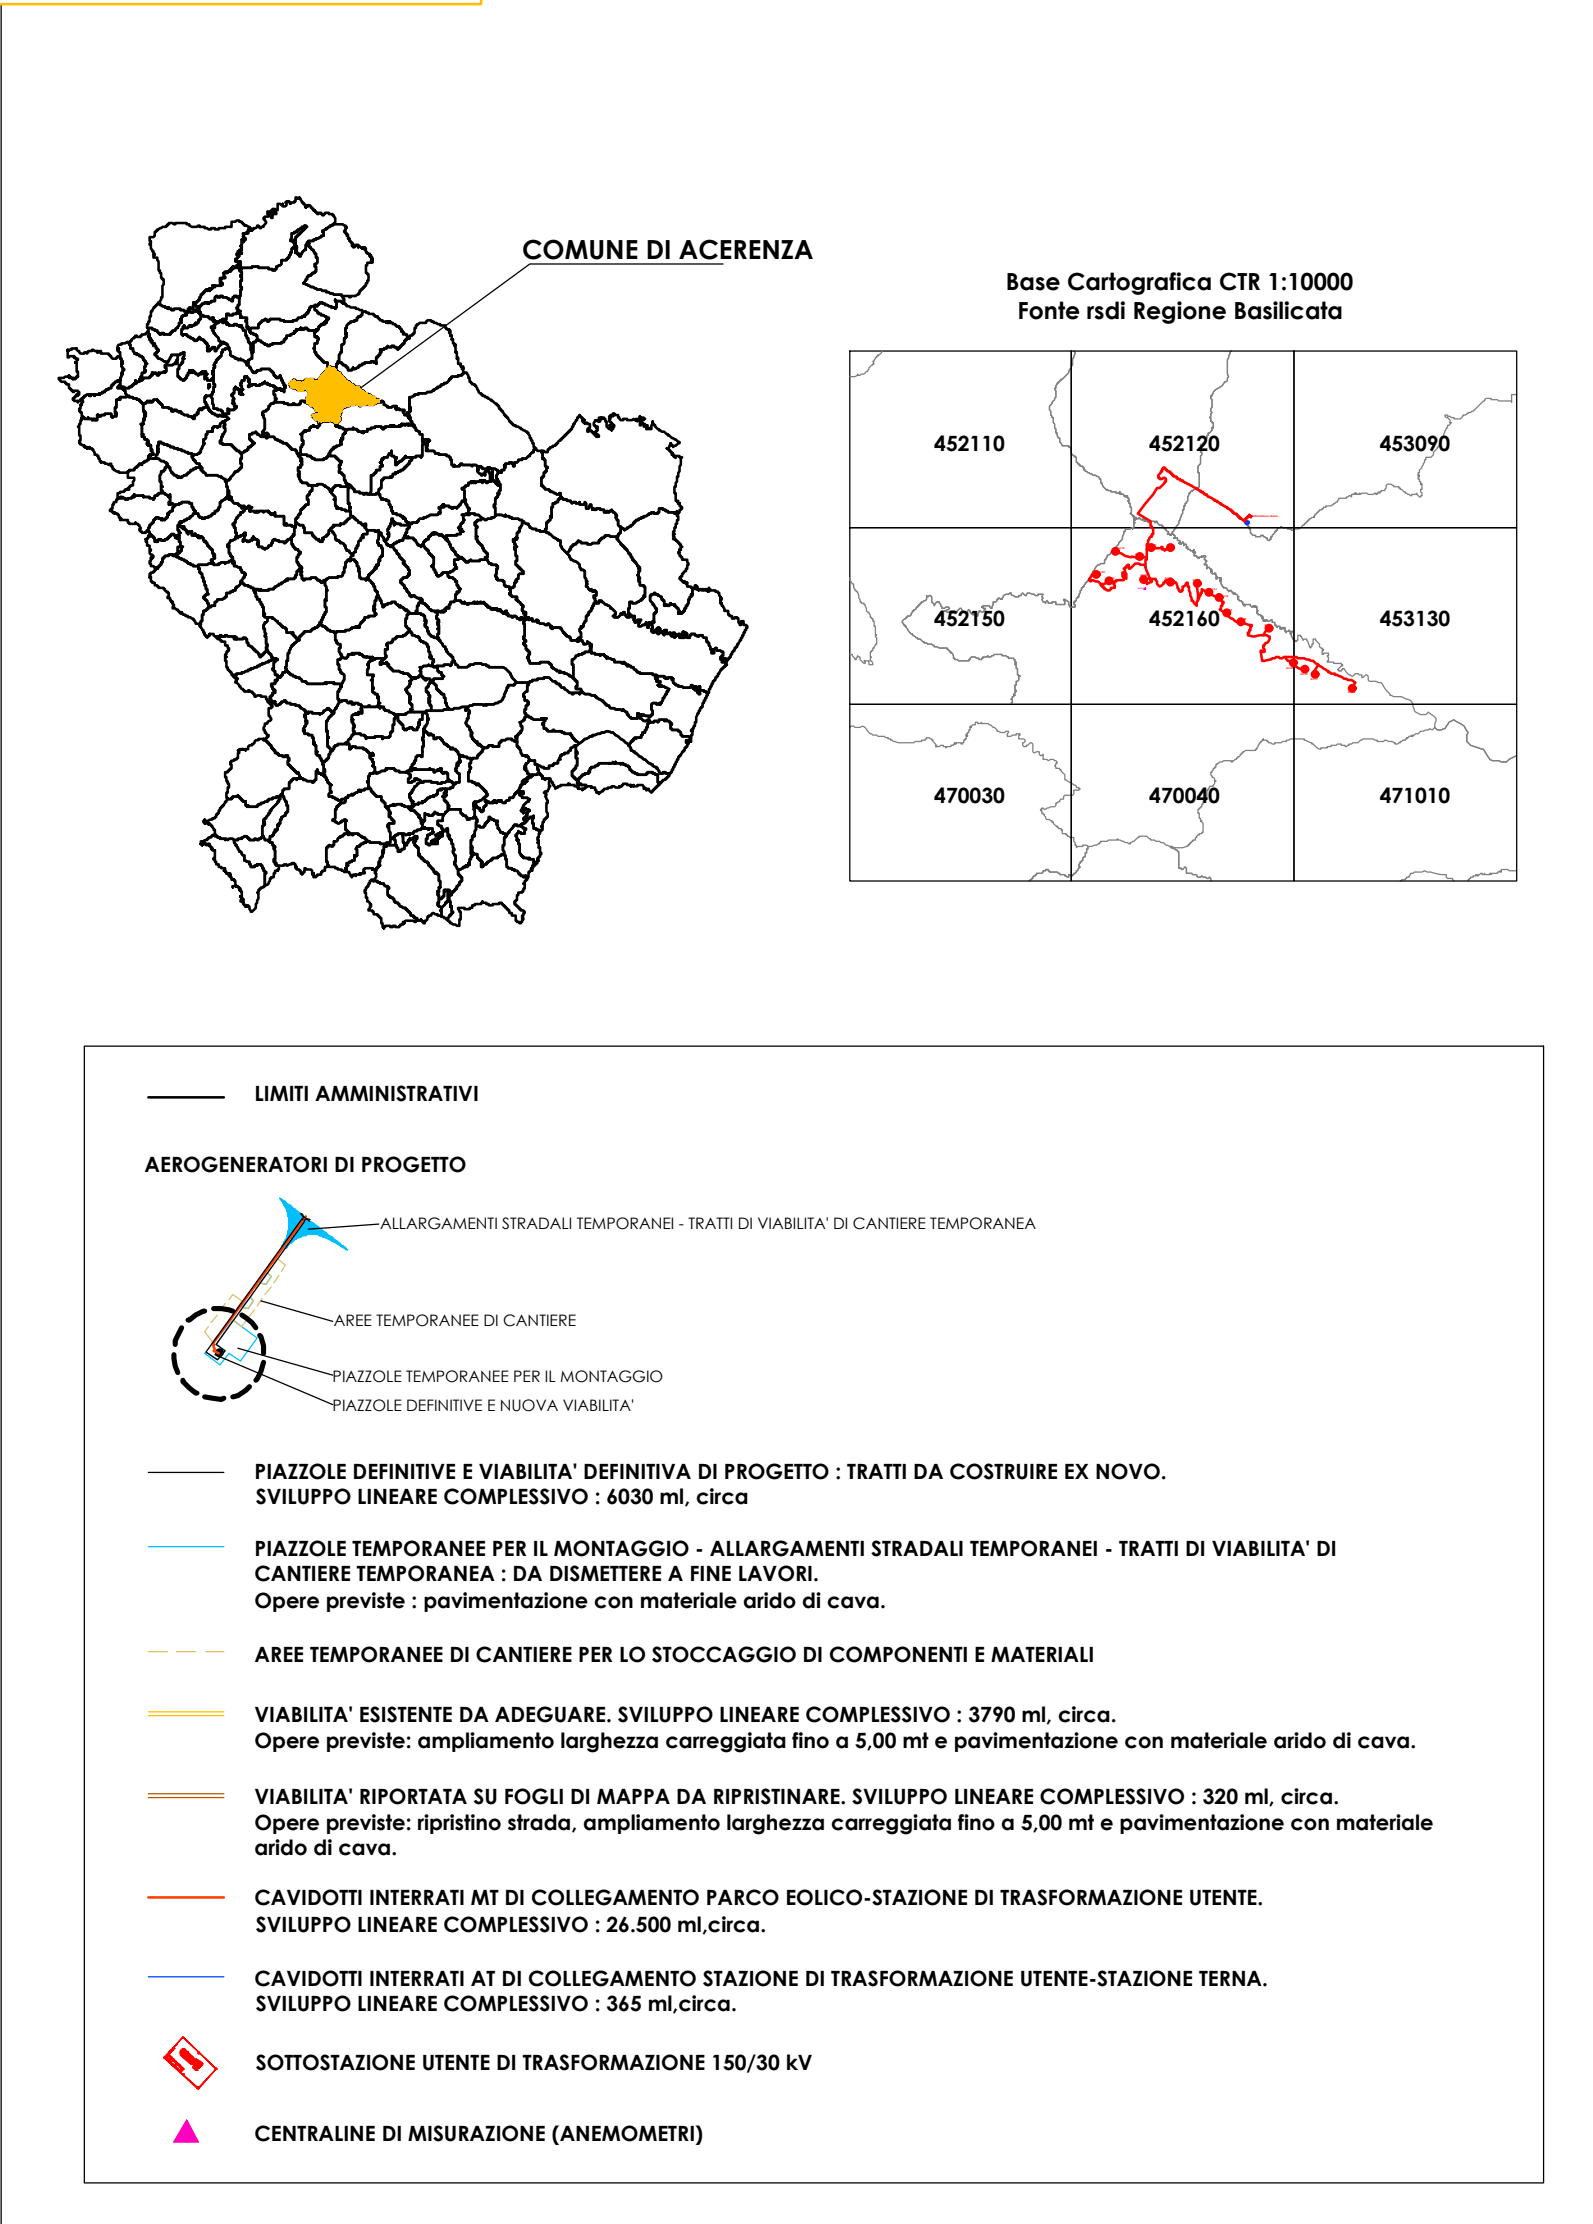 COMUNE DI ACERENZA
Base Cartografica CTR 1:10000
Fonte rsdi Regione Basilicata
452110
452120
453090
452150
452160
453130
470030
470040
471010
LIMITI AMMINISTRATIVI
AEROGENERATORI DI PROGETTO
ALLARGAMENTI STRADALI TEMPORANEI - TRATTI DI VIABILITA' DI CANTIERE TEMPORANEA
AREE TEMPORANEE DI CANTIERE
PIAZZOLE TEMPORANEE PER IL MONTAGGIO
PIAZZOLE DEFINITIVE E NUOVA VIABILITA'
PIAZZOLE DEFINITIVE E VIABILITA' DEFINITIVA DI PROGETTO : TRATTI DA COSTRUIRE EX NOVO.
SVILUPPO LINEARE COMPLESSIVO : 6030 ml, circa
PIAZZOLE TEMPORANEE PER IL MONTAGGIO - ALLARGAMENTI STRADALI TEMPORANEI - TRATTI DI VIABILITA' DI
CANTIERE TEMPORANEA : DA DISMETTERE A FINE LAVORI.
Opere previste : pavimentazione con materiale arido di cava.
AREE TEMPORANEE DI CANTIERE PER LO STOCCAGGIO DI COMPONENTI E MATERIALI
VIABILITA' ESISTENTE DA ADEGUARE. SVILUPPO LINEARE COMPLESSIVO : 3790 ml, circa.
Opere previste: ampliamento larghezza carreggiata fino a 5,00 mt e pavimentazione con materiale arido di cava.
VIABILITA' RIPORTATA SU FOGLI DI MAPPA DA RIPRISTINARE. SVILUPPO LINEARE COMPLESSIVO : 320 ml, circa.
Opere previste: ripristino strada, ampliamento larghezza carreggiata fino a 5,00 mt e pavimentazione con materiale
arido di cava.
CAVIDOTTI INTERRATI MT DI COLLEGAMENTO PARCO EOLICO-STAZIONE DI TRASFORMAZIONE UTENTE.
SVILUPPO LINEARE COMPLESSIVO : 26.500 ml,circa.
CAVIDOTTI INTERRATI AT DI COLLEGAMENTO STAZIONE DI TRASFORMAZIONE UTENTE-STAZIONE TERNA.
SVILUPPO LINEARE COMPLESSIVO : 365 ml,circa.
SOTTOSTAZIONE UTENTE DI TRASFORMAZIONE 150/30 kV
CENTRALINE DI MISURAZIONE (ANEMOMETRI)